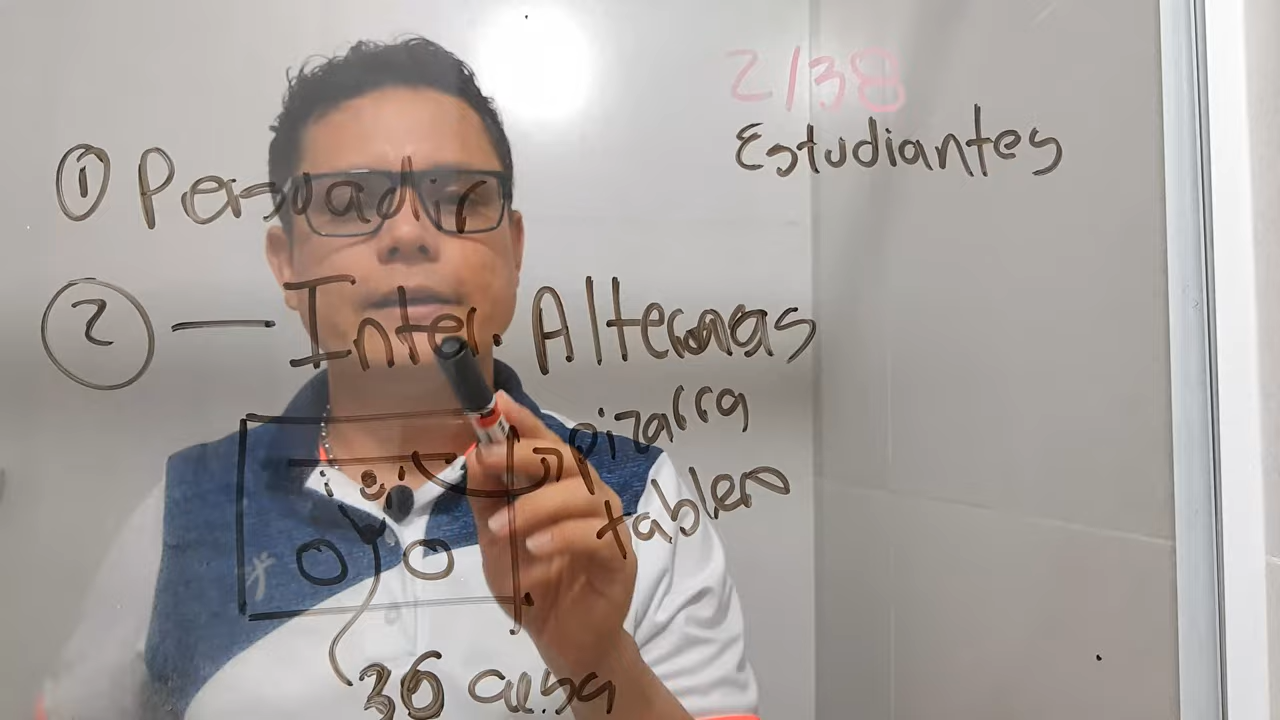 2/38
Estudiantes
① Persuadir
② — Inter. Alternas
pizarra
tablero
36